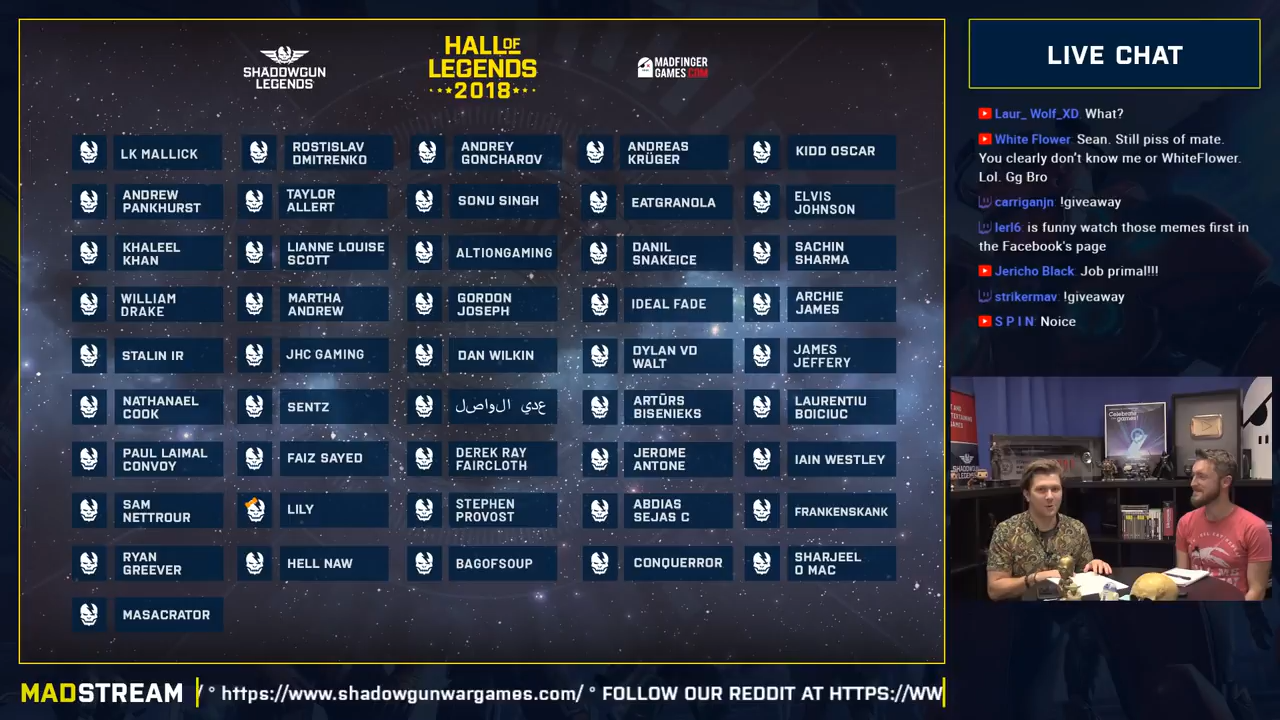 SHADOWGUN
LEGENDS
HALL OF
LEGENDS
2018
MADFINGER
GAMES.COM
LK MALLICK
ROSTISLAV
DMITRENKO
ANDREY
GONCHAROV
ANDREAS
KRÜGER
KIDD OSCAR
ANDREW
PANKHURST
TAYLOR
ALLERT
SONU SINGH
EATGRANOLA
ELVIS
JOHNSON
KHALEEL
KHAN
LIANNE LOUISE
SCOTT
ALTIONGAMING
DANIL
SNAKEICE
SACHIN
SHARMA
WILLIAM
DRAKE
MARTHA
ANDREW
GORDON
JOSEPH
IDEAL FADE
ARCHIE
JAMES
STALIN IR
JHC GAMING
DAN WILKIN
DYLAN VD
WALT
JAMES
JEFFERY
NATHANAEL
COOK
SENTZ
عدي الواصل
ARTŪRS
BISENIEKS
LAURENTIU
BOICIUC
PAUL LAIMAL
CONVOY
FAIZ SAYED
DEREK RAY
FAIRCLOTH
JEROME
ANTONE
IAIN WESTLEY
SAM
NETTROUR
LILY
STEPHEN
PROVOST
ABDIAS
SEJAS C
FRANKENSKANK
RYAN
GREEVER
HELL NAW
BAGOFSOUP
CONQUERROR
SHARJEEL
D MAC
MASACRATOR
LIVE CHAT
Laur_ Wolf_XD: What?
White Flower: Sean. Still piss of mate.
You clearly don't know me or WhiteFlower.
Lol. Gg Bro
carriganjn: !giveaway
lerl6: is funny watch those memes first in
the Facebook's page
Jericho Black: Job primal!!!
strikermav: !giveaway
S P I N: Noice
Celebrate
the games!
SHADOWGUN
LEGENDS
MADSTREAM
/ ° https://www.shadowgunwargames.com/ ° FOLLOW OUR REDDIT AT HTTPS://WW